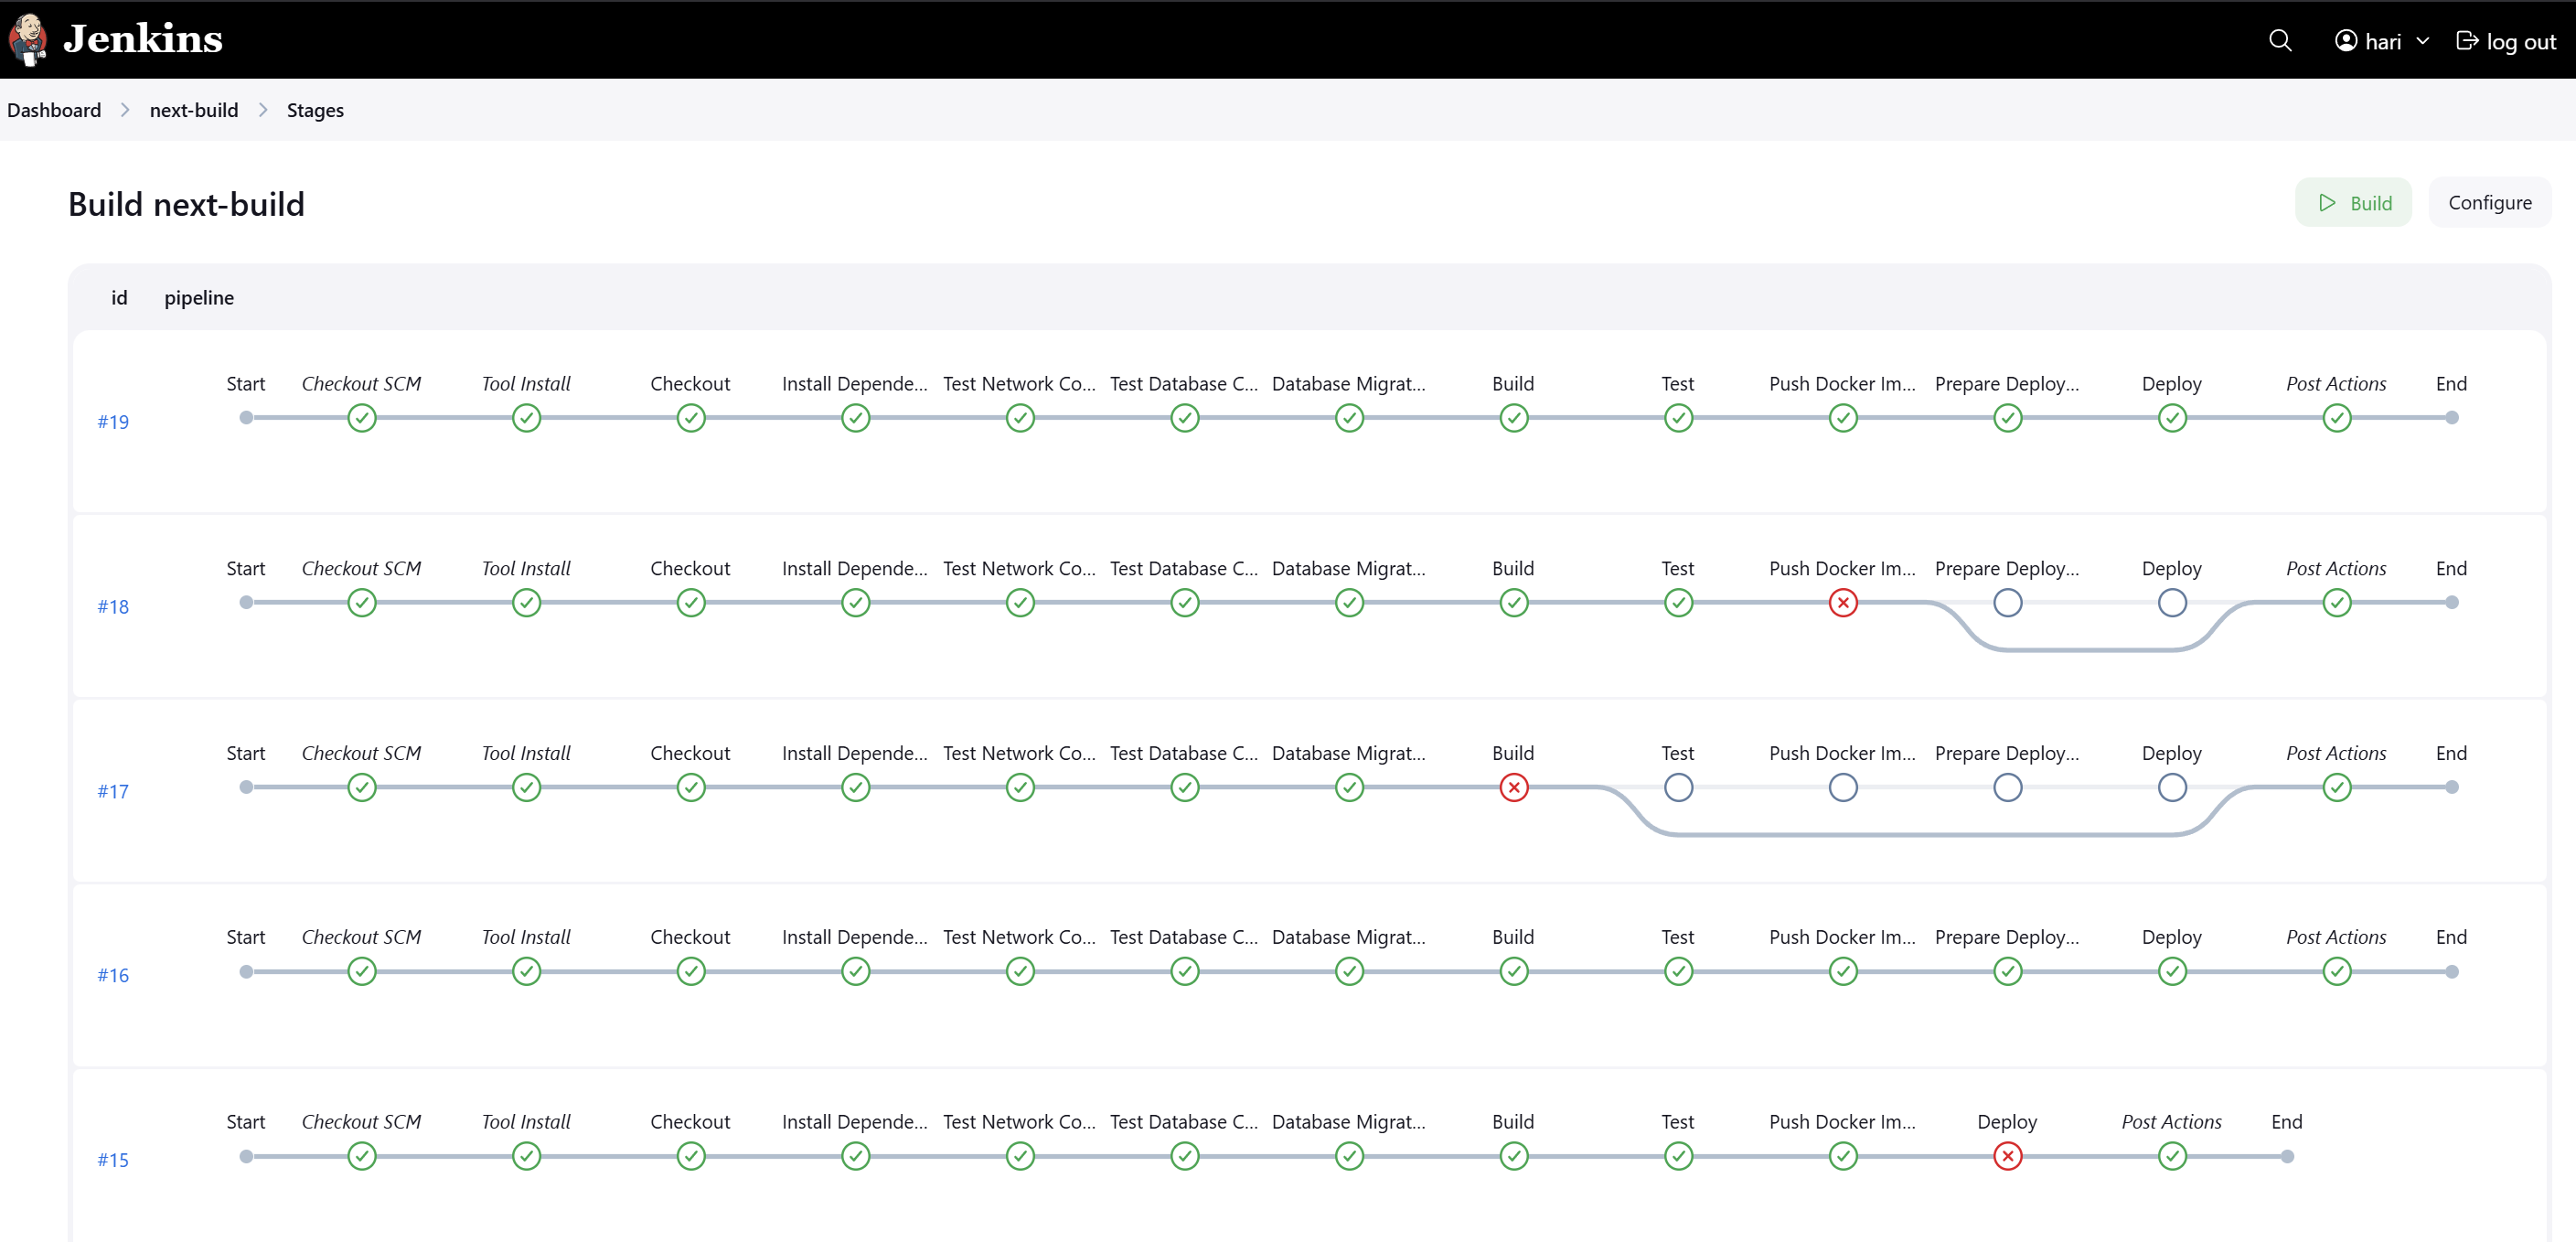 Jenkins hari log out
Dashboard next-build Stages
Build next-build Build Configure
id pipeline
Start Checkout SCM Tool Install Checkout Install Depende... Test Network Co... Test Database C... Database Migrat... Build Test Push Docker Im... Prepare Deploy... Deploy Post Actions End
#19
Start Checkout SCM Tool Install Checkout Install Depende... Test Network Co... Test Database C... Database Migrat... Build Test Push Docker Im... Prepare Deploy... Deploy Post Actions End
#18
Start Checkout SCM Tool Install Checkout Install Depende... Test Network Co... Test Database C... Database Migrat... Build Test Push Docker Im... Prepare Deploy... Deploy Post Actions End
#17
Start Checkout SCM Tool Install Checkout Install Depende... Test Network Co... Test Database C... Database Migrat... Build Test Push Docker Im... Prepare Deploy... Deploy Post Actions End
#16
Start Checkout SCM Tool Install Checkout Install Depende... Test Network Co... Test Database C... Database Migrat... Build Test Push Docker Im... Deploy Post Actions End
#15